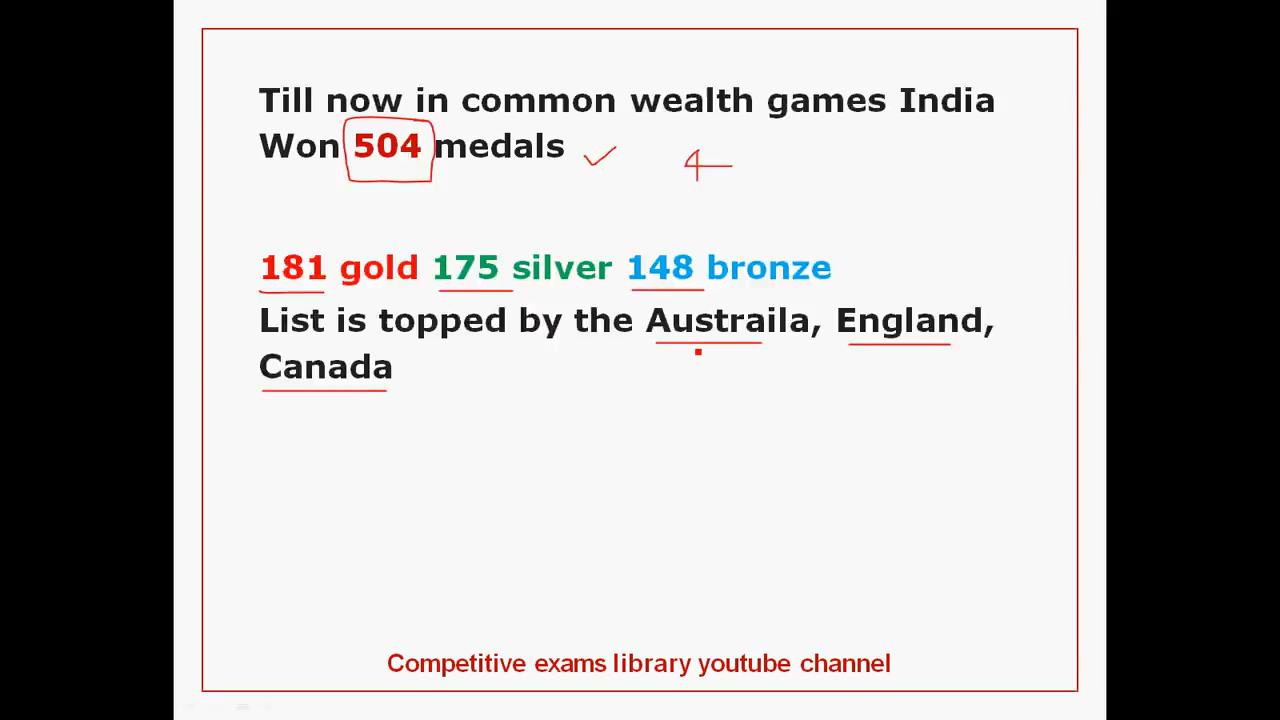 Till now in common wealth games India
Won 504 medals
4
181 gold 175 silver 148 bronze
List is topped by the Austraila, England,
Canada
Competitive exams library youtube channel